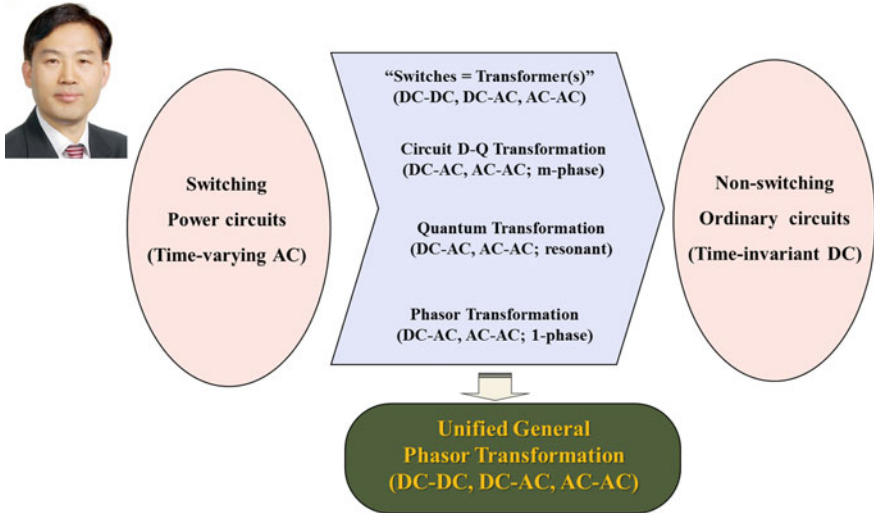 Switching
Power circuits
(Time-varying AC)
“Switches = Transformer(s)”
(DC-DC, DC-AC, AC-AC)
Circuit D-Q Transformation
(DC-AC, AC-AC; m-phase)
Quantum Transformation
(DC-AC, AC-AC; resonant)
Phasor Transformation
(DC-AC, AC-AC; 1-phase)
Non-switching
Ordinary circuits
(Time-invariant DC)
Unified General
Phasor Transformation
(DC-DC, DC-AC, AC-AC)